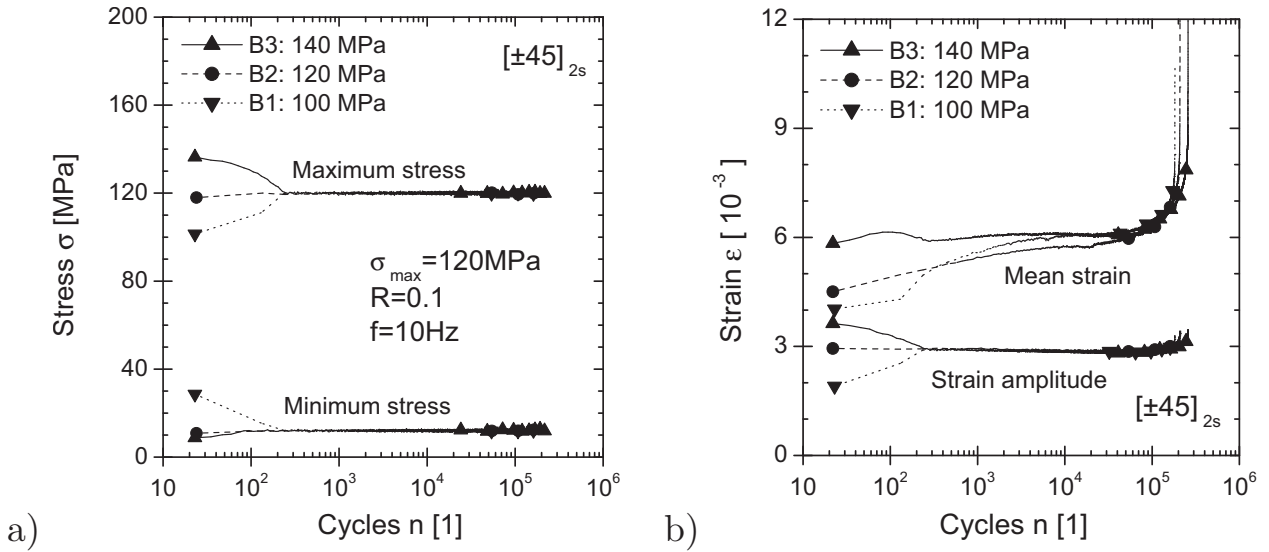 200
160
120
80
40
0
Stress σ [MPa]
B3: 140 MPa
B2: 120 MPa
B1: 100 MPa
[±45]2s
Maximum stress
σmax=120MPa
R=0.1
f=10Hz
Minimum stress
10 10² 10³ 10⁴ 10⁵ 10⁶
Cycles n [1]
a)
12
9
6
3
0
Strain ε [ 10⁻³ ]
B3: 140 MPa
B2: 120 MPa
B1: 100 MPa
Mean strain
Strain amplitude
[±45]2s
10 10² 10³ 10⁴ 10⁵ 10⁶
Cycles n [1]
b)